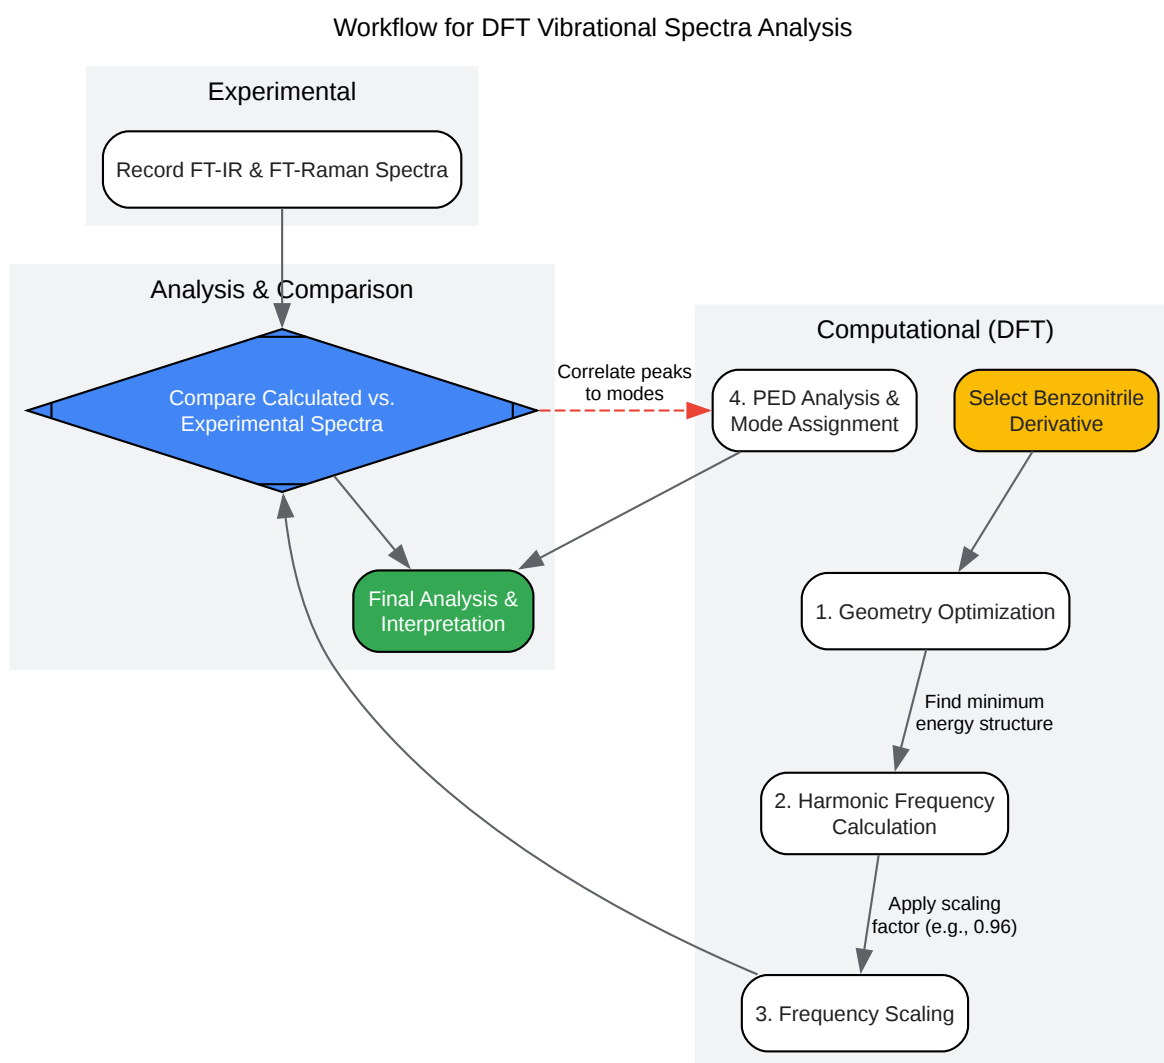 Workflow for DFT Vibrational Spectra Analysis
Experimental
Record FT-IR & FT-Raman Spectra
Analysis & Comparison
Compare Calculated vs.
Experimental Spectra
Correlate peaks
to modes
Final Analysis &
Interpretation
Computational (DFT)
4. PED Analysis &
Mode Assignment
Select Benzonitrile
Derivative
1. Geometry Optimization
Find minimum
energy structure
2. Harmonic Frequency
Calculation
Apply scaling
factor (e.g., 0.96)
3. Frequency Scaling